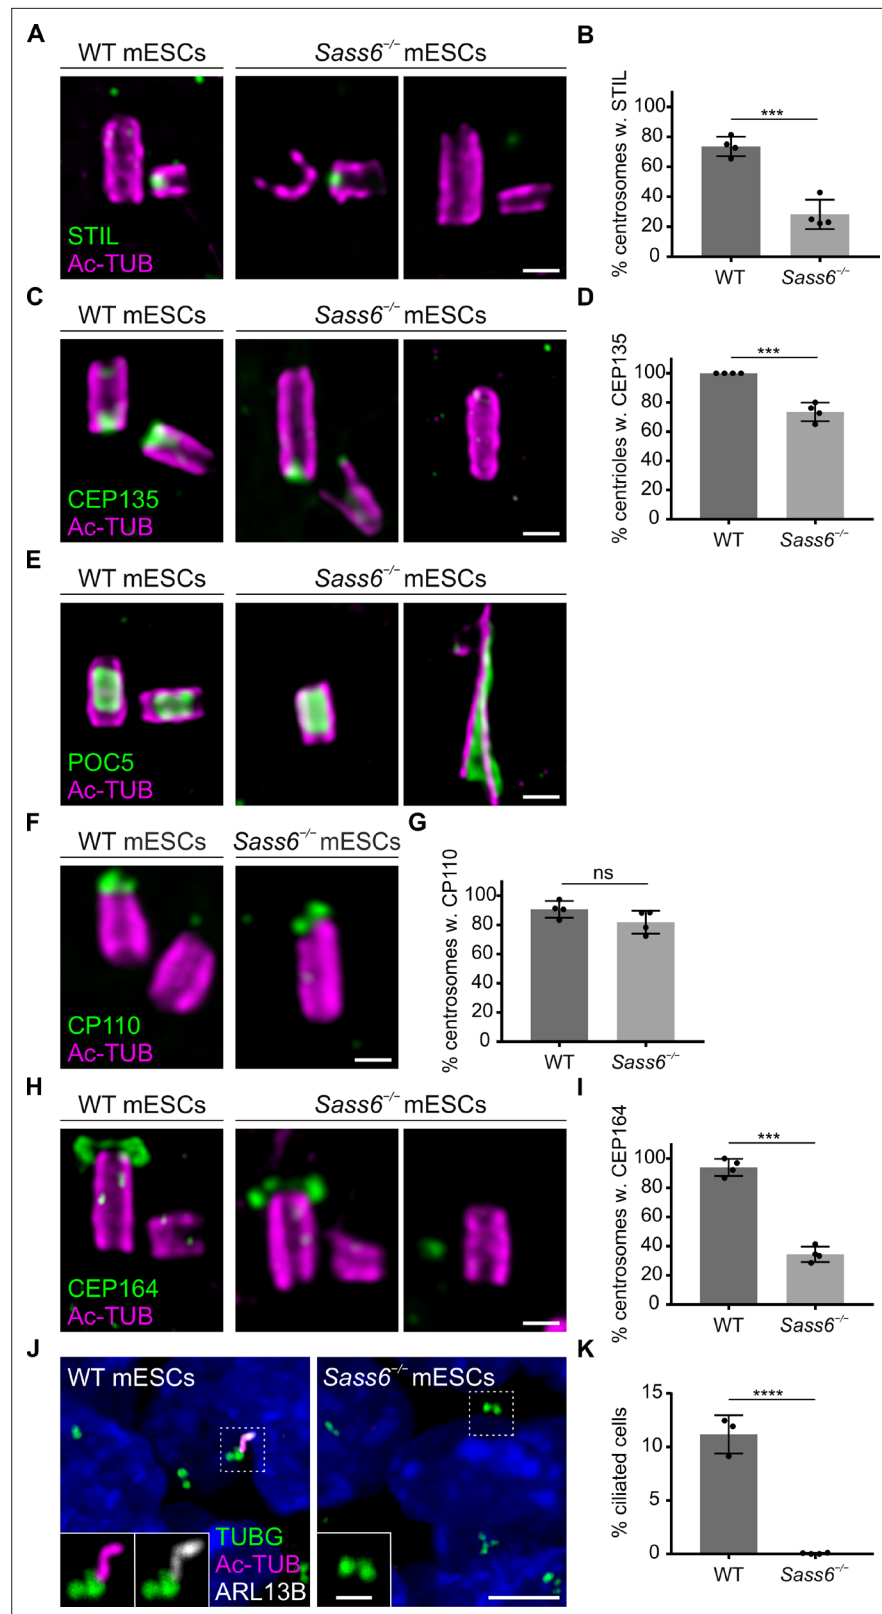 A
WT mESCs
Sass6−/− mESCs
STIL
Ac-TUB
B
% centrosomes w. STIL
100
80
60
40
20
0
***
WT
Sass6−/−
C
WT mESCs
Sass6−/− mESCs
CEP135
Ac-TUB
D
% centrioles w. CEP135
100
80
60
40
20
0
***
WT
Sass6−/−
E
WT mESCs
Sass6−/− mESCs
POC5
Ac-TUB
F
WT mESCs
Sass6−/− mESCs
CP110
Ac-TUB
G
% centrosomes w. CP110
100
80
60
40
20
0
ns
WT
Sass6−/−
H
WT mESCs
Sass6−/− mESCs
CEP164
Ac-TUB
I
% centrosomes w. CEP164
100
80
60
40
20
0
***
WT
Sass6−/−
J
WT mESCs
Sass6−/− mESCs
TUBG
Ac-TUB
ARL13B
K
% ciliated cells
15
10
5
0
****
WT
Sass6−/−